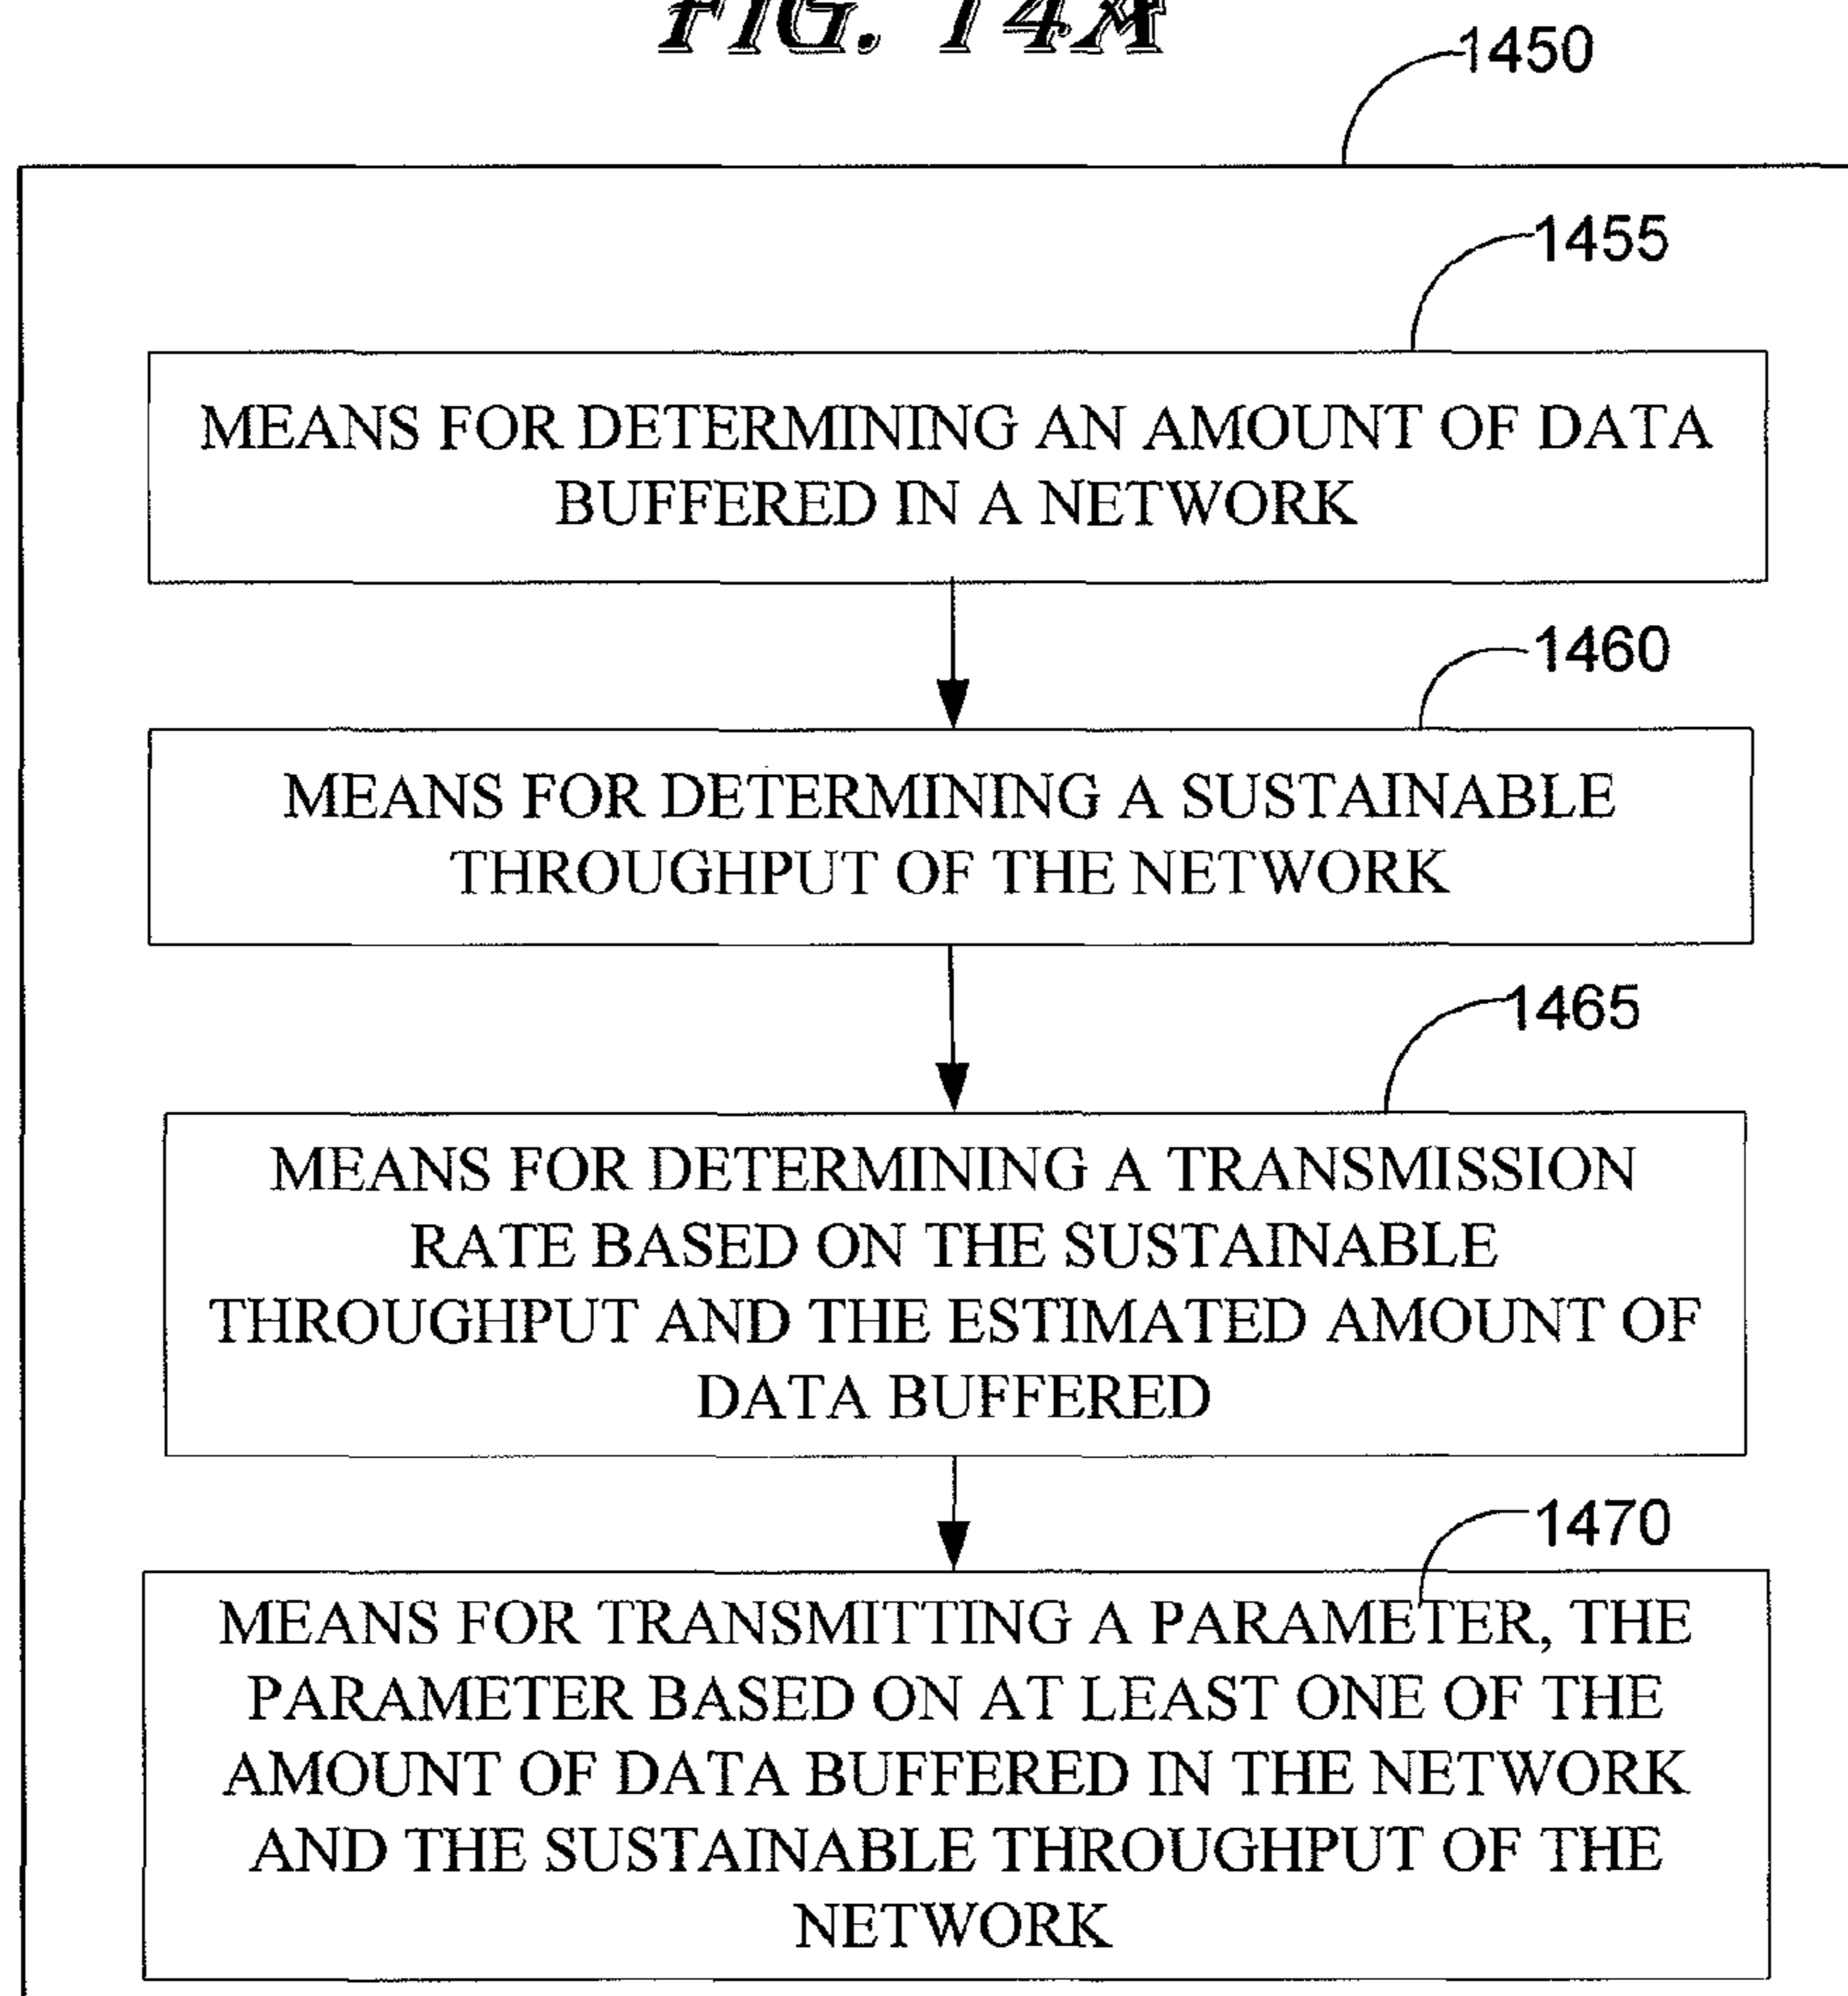 FIG. 14A
1450
1455
MEANS FOR DETERMINING AN AMOUNT OF DATA
BUFFERED IN A NETWORK
1460
MEANS FOR DETERMINING A SUSTAINABLE
THROUGHPUT OF THE NETWORK
1465
MEANS FOR DETERMINING A TRANSMISSION
RATE BASED ON THE SUSTAINABLE
THROUGHPUT AND THE ESTIMATED AMOUNT OF
DATA BUFFERED
1470
MEANS FOR TRANSMITTING A PARAMETER, THE
PARAMETER BASED ON AT LEAST ONE OF THE
AMOUNT OF DATA BUFFERED IN THE NETWORK
AND THE SUSTAINABLE THROUGHPUT OF THE
NETWORK